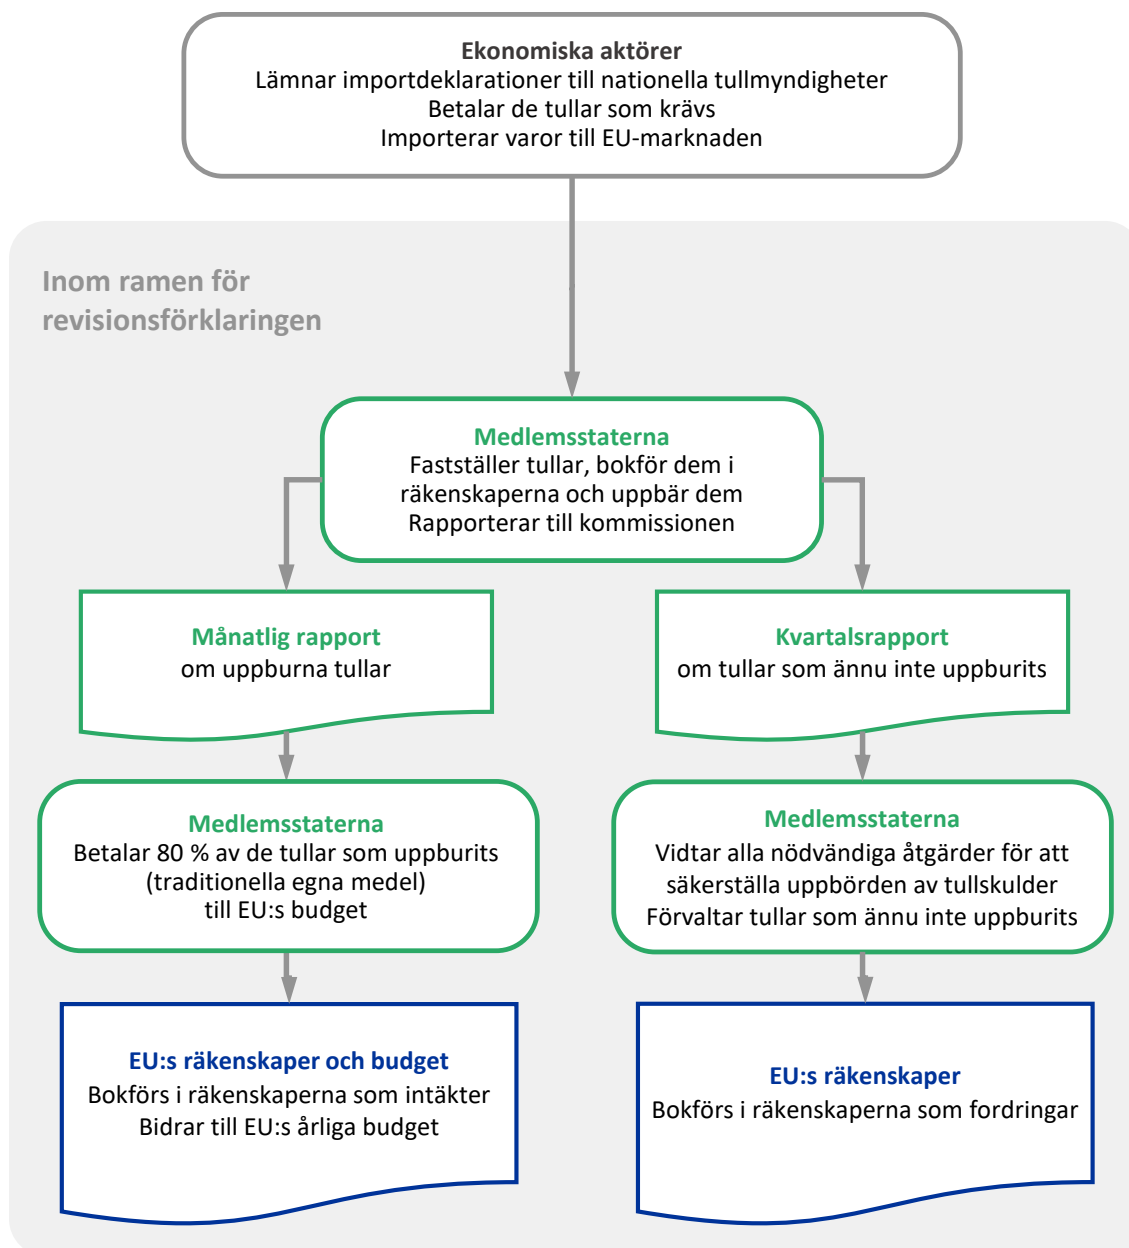 Ekonomiska aktörer
Lämnar importdeklarationer till nationella tullmyndigheter
Betalar de tullar som krävs
Importerar varor till EU-marknaden
Inom ramen för
revisionsförklaringen
Medlemsstaterna
Fastställer tullar, bokför dem i
räkenskaperna och uppbär dem
Rapporterar till kommissionen
Månatlig rapport
om uppburna tullar
Kvartalsrapport
om tullar som ännu inte uppburits
Medlemsstaterna
Betalar 80 % av de tullar som uppburits
(traditionella egna medel)
till EU:s budget
Medlemsstaterna
Vidtar alla nödvändiga åtgärder för att
säkerställa uppbörden av tullskulder
Förvaltar tullar som ännu inte uppburits
EU:s räkenskaper och budget
Bokförs i räkenskaperna som intäkter
Bidrar till EU:s årliga budget
EU:s räkenskaper
Bokförs i räkenskaperna som fordringar